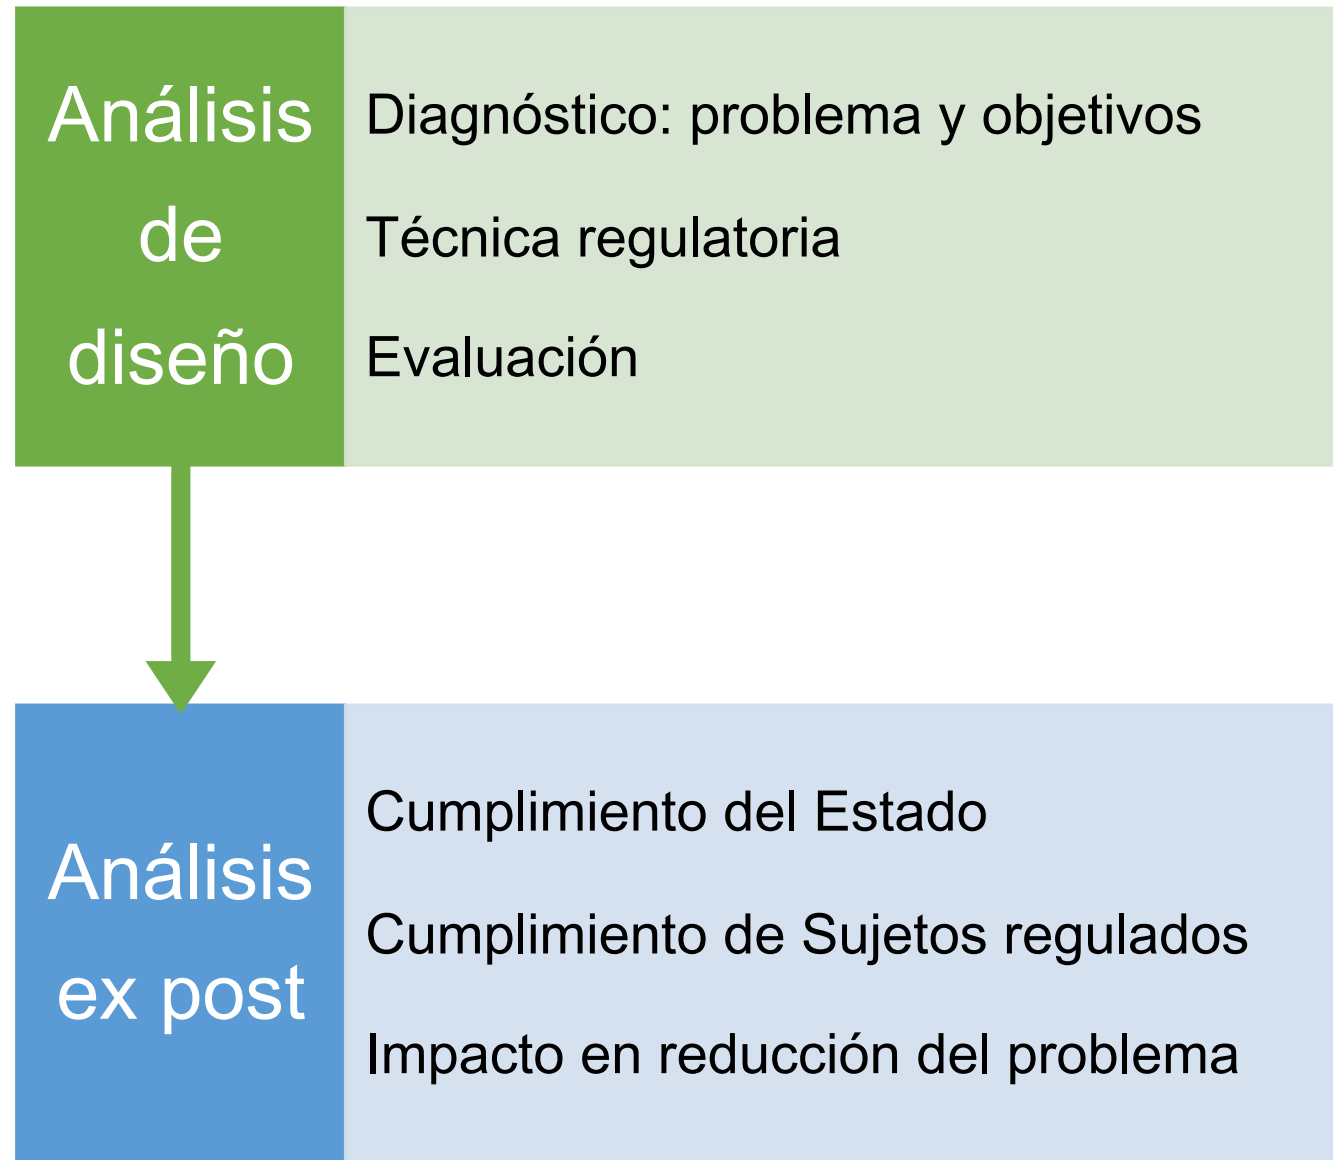 Análisis
de
diseño
Diagnóstico: problema y objetivos
Técnica regulatoria
Evaluación
Análisis
ex post
Cumplimiento del Estado
Cumplimiento de Sujetos regulados
Impacto en reducción del problema